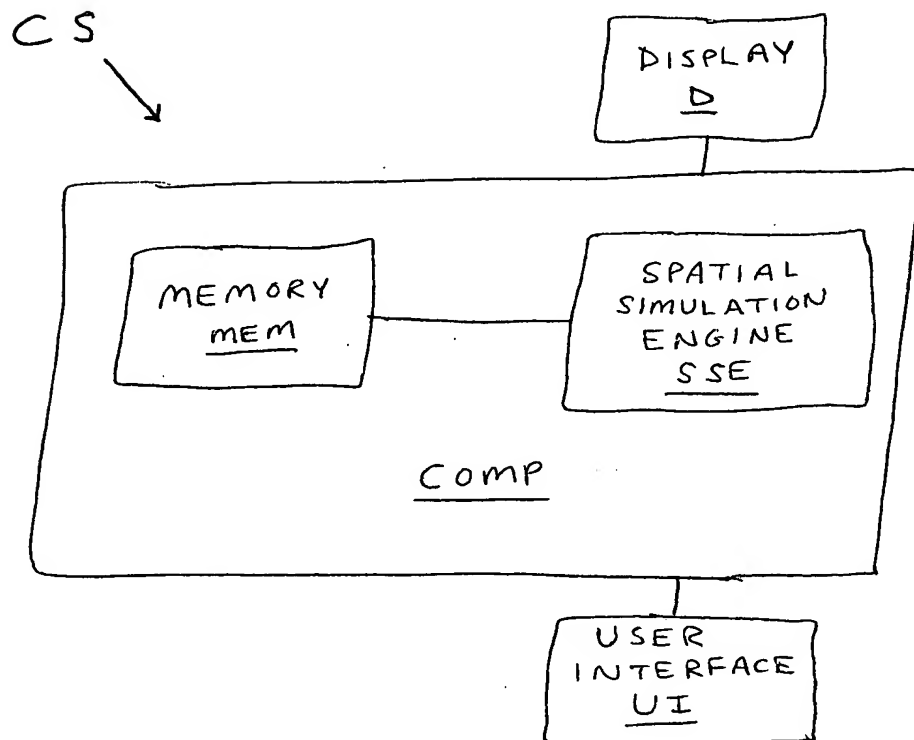 CS
DISPLAY
D
MEMORY
MEM
SPATIAL
SIMULATION
ENGINE
SSE
COMP
USER
INTERFACE
UI